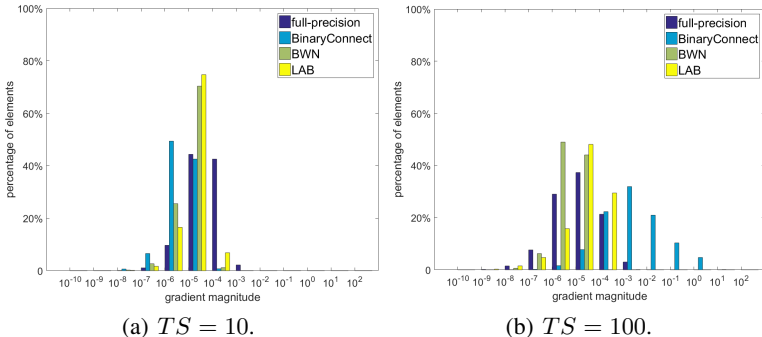 100%
80%
60%
40%
20%
0
percentage of elements
full-precision
BinaryConnect
BWN
LAB
10^-10 10^-9 10^-8 10^-7 10^-6 10^-5 10^-4 10^-3 10^-2 10^-1 10^0 10^1 10^2
gradient magnitude
(a) TS = 10.
100%
80%
60%
40%
20%
0
percentage of elements
full-precision
BinaryConnect
BWN
LAB
10^-10 10^-9 10^-8 10^-7 10^-6 10^-5 10^-4 10^-3 10^-2 10^-1 10^0 10^1 10^2
gradient magnitude
(b) TS = 100.